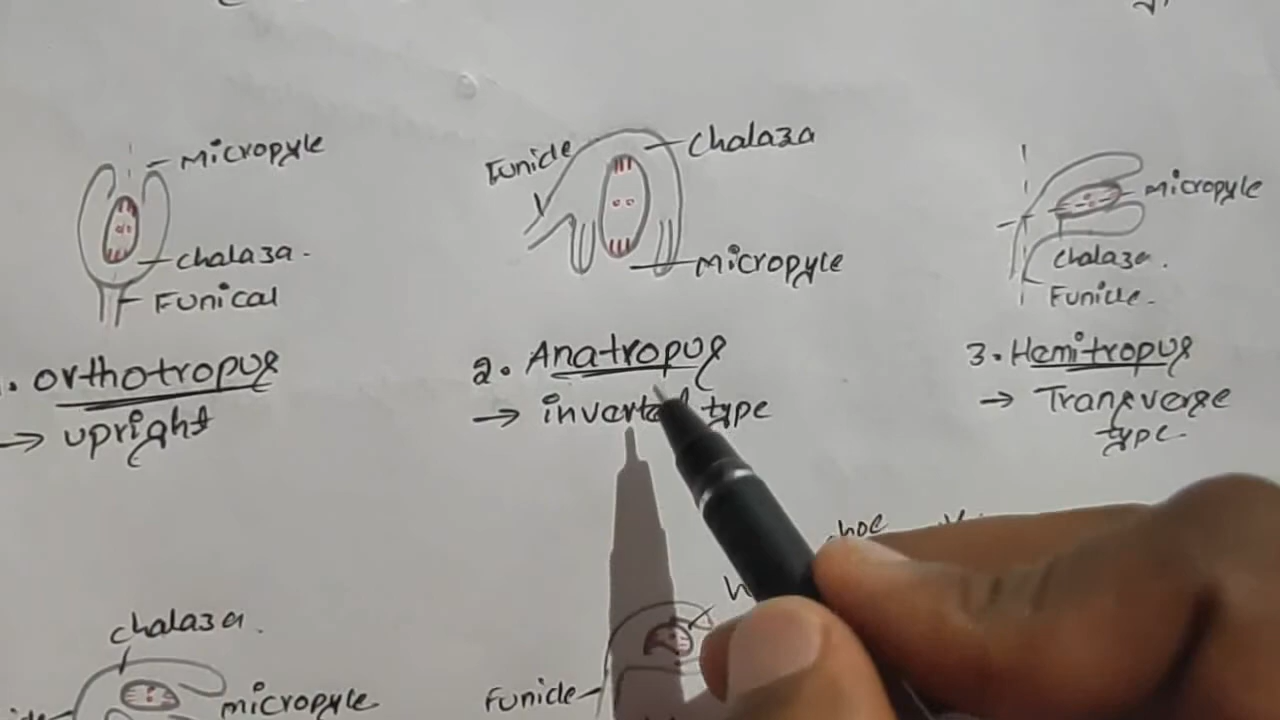 Micropyle
chalaza.
Funical
orthotropus
→ upright
Funicle
chalaza
micropyle
2. Anatropus
→ inverted type
micropyle
chalaza.
Funicle.
3. Hemitropus
→ Transverse
type.
chalaza.
micropyle
Funicle